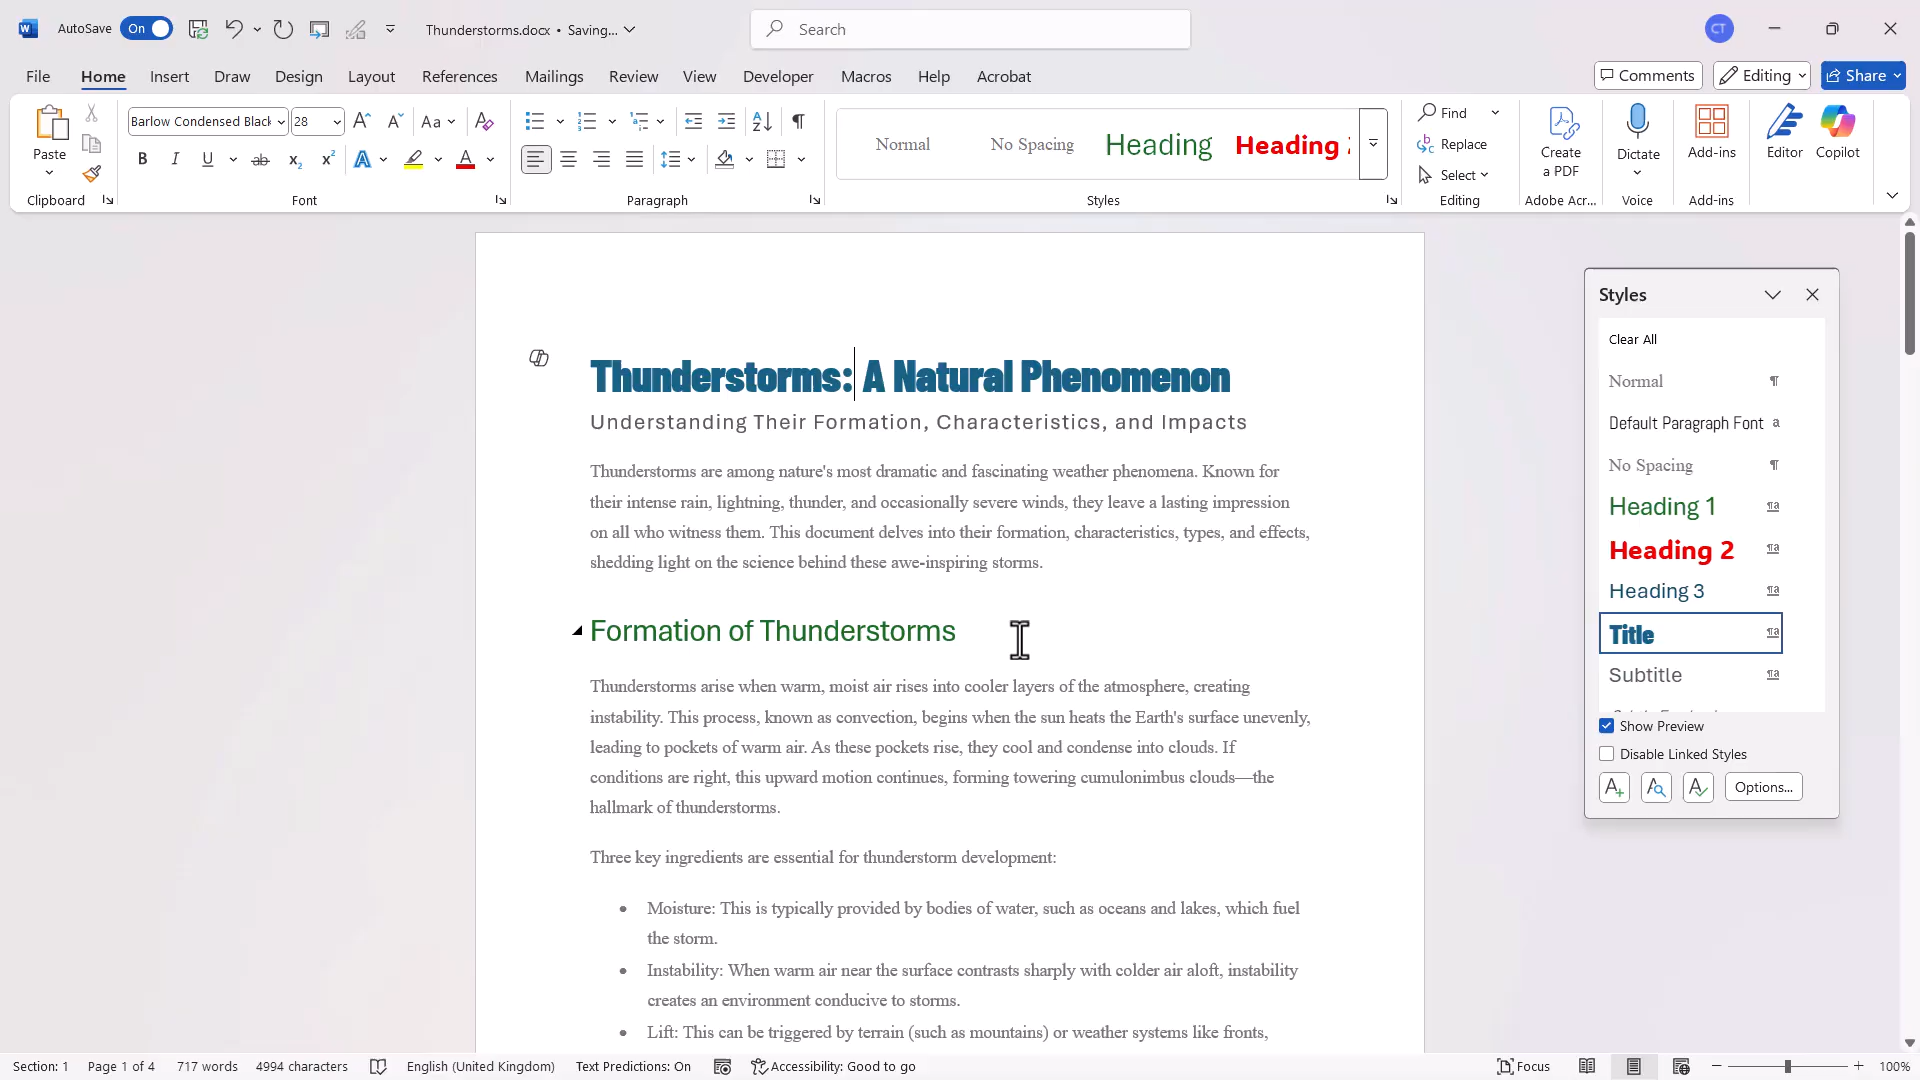 AutoSave On Thunderstorms.docx • Saving... Search CT
File Home Insert Draw Design Layout References Mailings Review View Developer Macros Help Acrobat Comments Editing Share
Paste
Clipboard
Barlow Condensed Black 28
Font
Paragraph
Normal No Spacing Heading Heading
Styles
Find
Replace
Select
Editing
Create
a PDF
Adobe Acr...
Dictate
Voice
Add-ins
Add-ins
Editor
Copilot
Thunderstorms: A Natural Phenomenon
Understanding Their Formation, Characteristics, and Impacts
Thunderstorms are among nature's most dramatic and fascinating weather phenomena. Known for
their intense rain, lightning, thunder, and occasionally severe winds, they leave a lasting impression
on all who witness them. This document delves into their formation, characteristics, types, and effects,
shedding light on the science behind these awe-inspiring storms.
Formation of Thunderstorms
Thunderstorms arise when warm, moist air rises into cooler layers of the atmosphere, creating
instability. This process, known as convection, begins when the sun heats the Earth's surface unevenly,
leading to pockets of warm air. As these pockets rise, they cool and condense into clouds. If
conditions are right, this upward motion continues, forming towering cumulonimbus clouds—the
hallmark of thunderstorms.
Three key ingredients are essential for thunderstorm development:
• Moisture: This is typically provided by bodies of water, such as oceans and lakes, which fuel
the storm.
• Instability: When warm air near the surface contrasts sharply with colder air aloft, instability
creates an environment conducive to storms.
• Lift: This can be triggered by terrain (such as mountains) or weather systems like fronts,
Styles
Clear All
Normal
Default Paragraph Font
No Spacing
Heading 1
Heading 2
Heading 3
Title
Subtitle
Show Preview
Disable Linked Styles
Options...
Section: 1 Page 1 of 4 717 words 4994 characters English (United Kingdom) Text Predictions: On Accessibility: Good to go Focus 100%